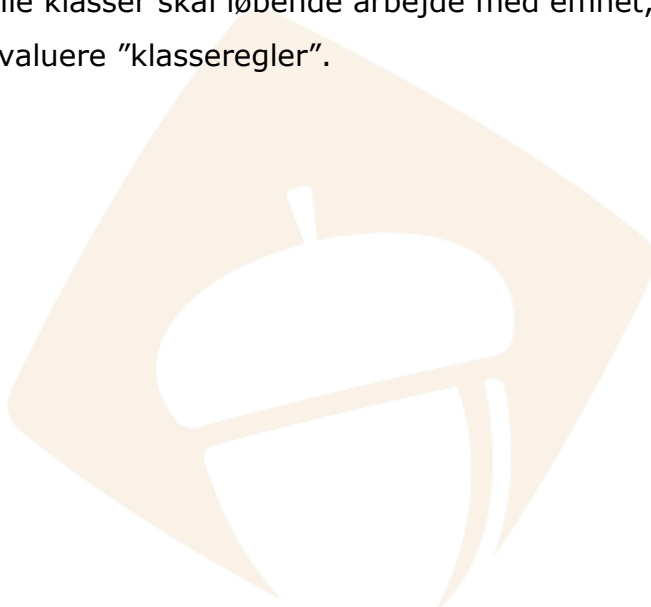 lle klasser skal løbende arbejde med emnet,
valuere ”klasseregler”.